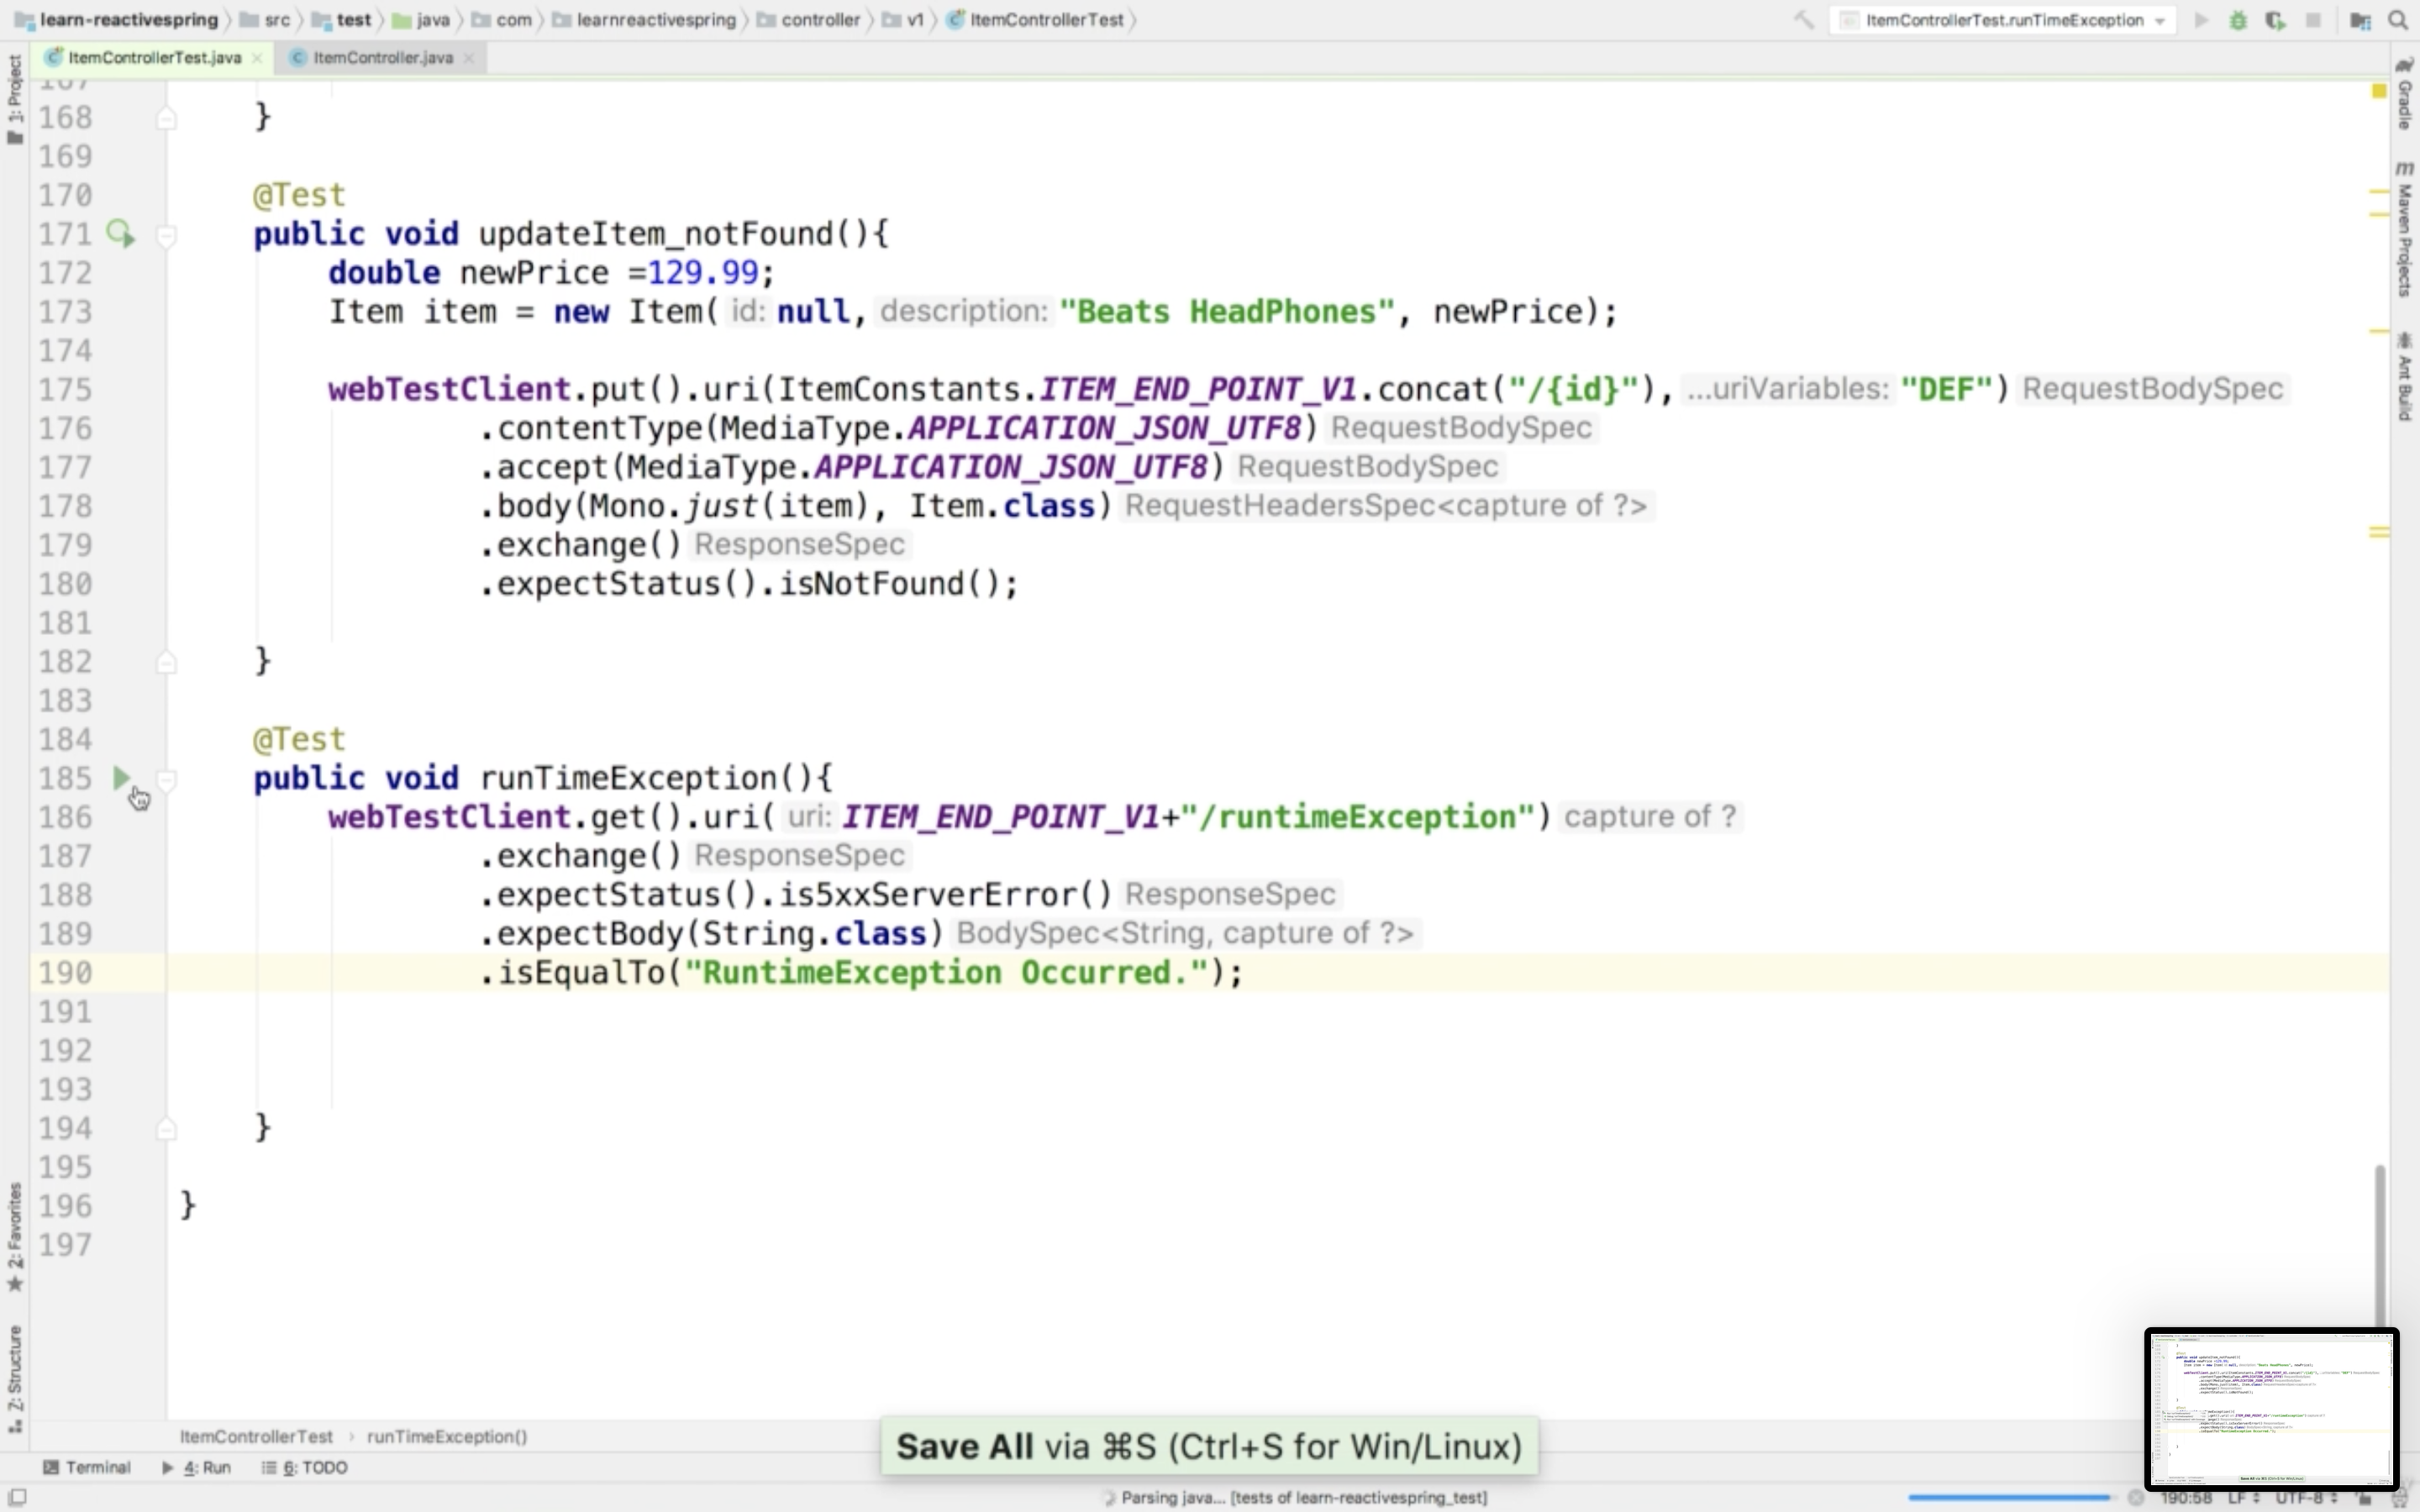 learn-reactivespring src test java com learnreactivespring controller v1 ItemControllerTest ItemControllerTest.runTimeException
ItemControllerTest.java ItemController.java
1: Project
Gradle
Maven Projects
Ant Build
168 }
169
170 @Test
171 public void updateItem_notFound(){
172 double newPrice =129.99;
173 Item item = new Item( id: null, description: "Beats HeadPhones", newPrice);
174
175 webTestClient.put().uri(ItemConstants.ITEM_END_POINT_V1.concat("/{id}"), ...uriVariables: "DEF") RequestBodySpec
176 .contentType(MediaType.APPLICATION_JSON_UTF8) RequestBodySpec
177 .accept(MediaType.APPLICATION_JSON_UTF8) RequestBodySpec
178 .body(Mono.just(item), Item.class) RequestHeadersSpec<capture of ?>
179 .exchange() ResponseSpec
180 .expectStatus().isNotFound();
181
182 }
183
184 @Test
185 public void runTimeException(){
186 webTestClient.get().uri( uri: ITEM_END_POINT_V1+"/runtimeException") capture of ?
187 .exchange() ResponseSpec
188 .expectStatus().is5xxServerError() ResponseSpec
189 .expectBody(String.class) BodySpec<String, capture of ?>
190 .isEqualTo("RuntimeException Occurred.");
191
192
193
194 }
195
196 }
197
2: Favorites
Z: Structure
ItemControllerTest › runTimeException()
Save All via ⌘S (Ctrl+S for Win/Linux)
Terminal 4: Run 6: TODO
Parsing java... [tests of learn-reactivespring_test] 190:58 LF UTF-8